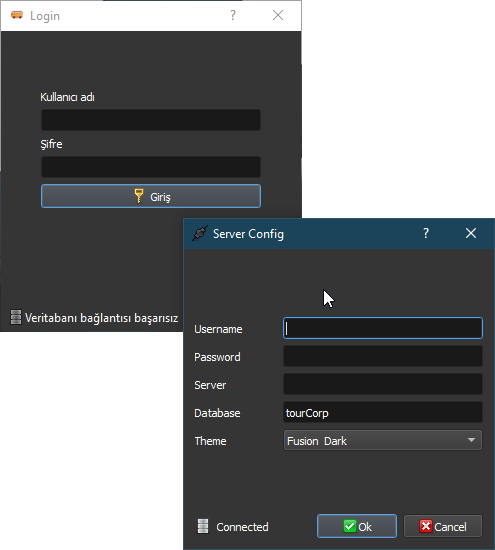 Login
Kullanıcı adı
Şifre
Giriş
Veritabanı bağlantısı başarısız
Server Config
Username
Password
Server
Database tourCorp
Theme Fusion Dark
Connected Ok Cancel